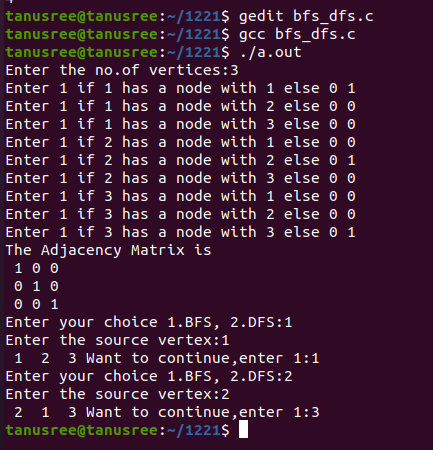 tanusree@tanusree:~/1221$ gedit bfs_dfs.c
tanusree@tanusree:~/1221$ gcc bfs_dfs.c
tanusree@tanusree:~/1221$ ./a.out
Enter the no.of vertices:3
Enter 1 if 1 has a node with 1 else 0 1
Enter 1 if 1 has a node with 2 else 0 0
Enter 1 if 1 has a node with 3 else 0 0
Enter 1 if 2 has a node with 1 else 0 0
Enter 1 if 2 has a node with 2 else 0 1
Enter 1 if 2 has a node with 3 else 0 0
Enter 1 if 3 has a node with 1 else 0 0
Enter 1 if 3 has a node with 2 else 0 0
Enter 1 if 3 has a node with 3 else 0 1
The Adjacency Matrix is
 1 0 0
 0 1 0
 0 0 1
Enter your choice 1.BFS, 2.DFS:1
Enter the source vertex:1
 1  2  3 Want to continue,enter 1:1
Enter your choice 1.BFS, 2.DFS:2
Enter the source vertex:2
 2  1  3 Want to continue,enter 1:3
tanusree@tanusree:~/1221$